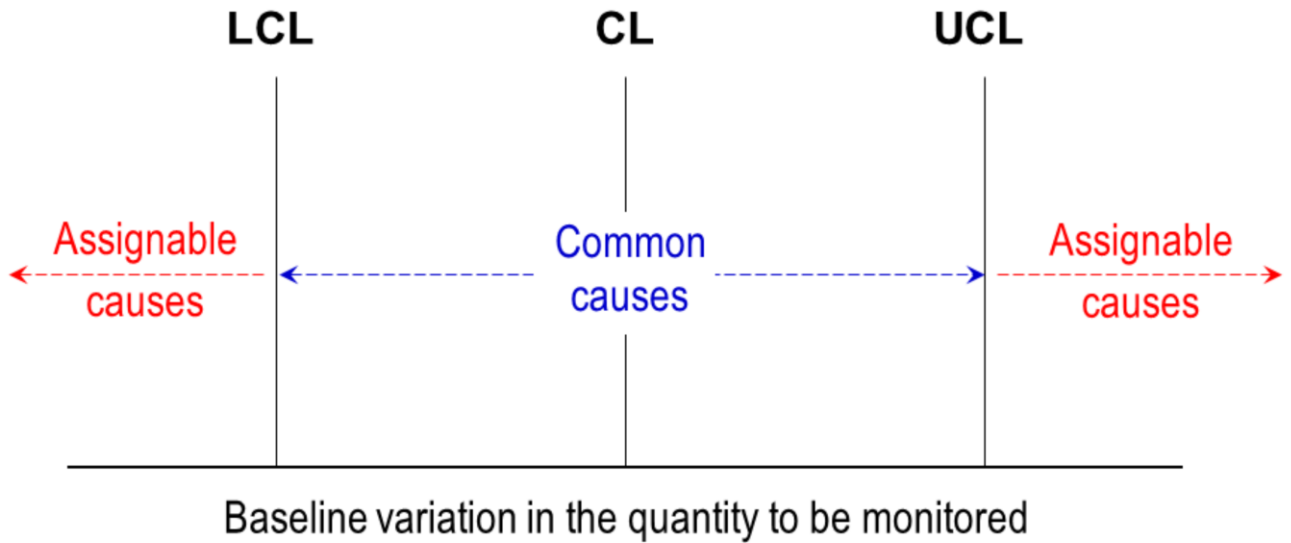 LCL CL UCL
Assignable
causes
Common
causes
Assignable
causes
Baseline variation in the quantity to be monitored